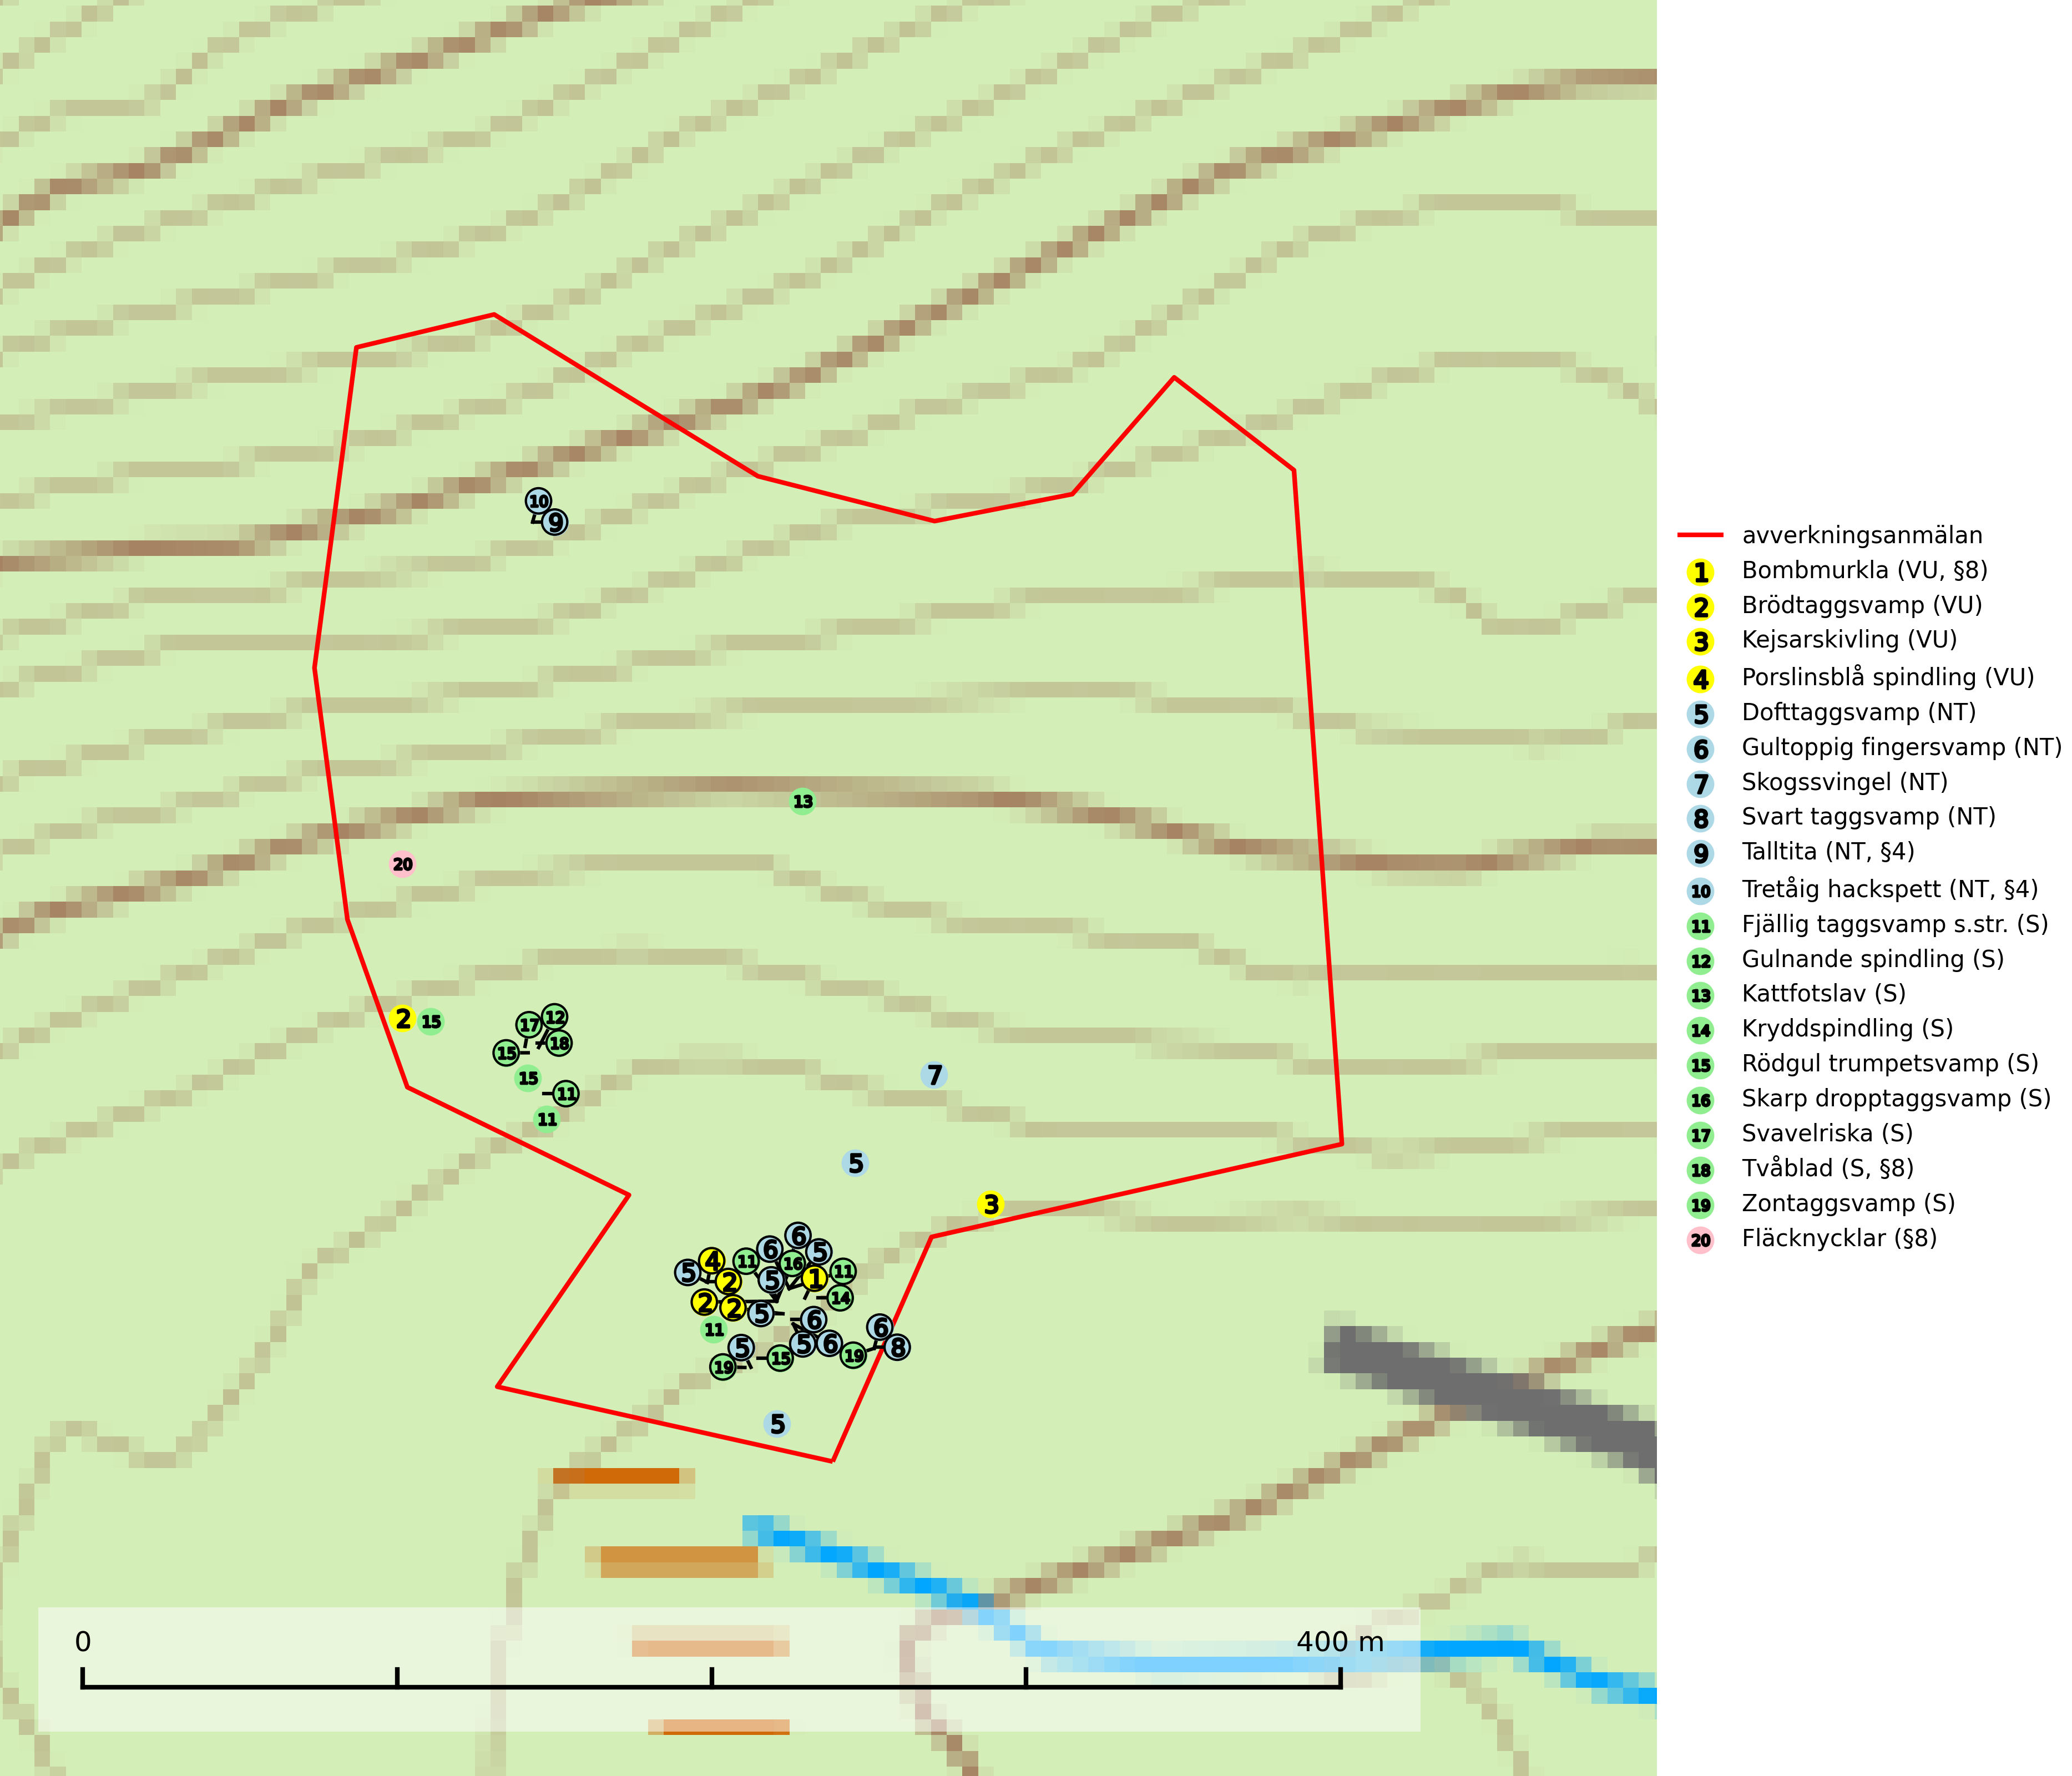 10
9
13
20
2 15
17 12
15 18
15
11
11
7
5
3
6
4 11 6 16 5
5 2 5 1 11
2 2 5 14
11 6
6
5 5 6 19 8
19 15
5
0 400 m
avverkningsanmälan
1 Bombmurkla (VU, §8)
2 Brödtaggsvamp (VU)
3 Kejsarskivling (VU)
4 Porslinsblå spindling (VU)
5 Dofttaggsvamp (NT)
6 Gultoppig fingersvamp (NT)
7 Skogssvingel (NT)
8 Svart taggsvamp (NT)
9 Talltita (NT, §4)
10 Tretåig hackspett (NT, §4)
11 Fjällig taggsvamp s.str. (S)
12 Gulnande spindling (S)
13 Kattfotslav (S)
14 Kryddspindling (S)
15 Rödgul trumpetsvamp (S)
16 Skarp dropptaggsvamp (S)
17 Svavelriska (S)
18 Tvåblad (S, §8)
19 Zontaggsvamp (S)
20 Fläcknycklar (§8)